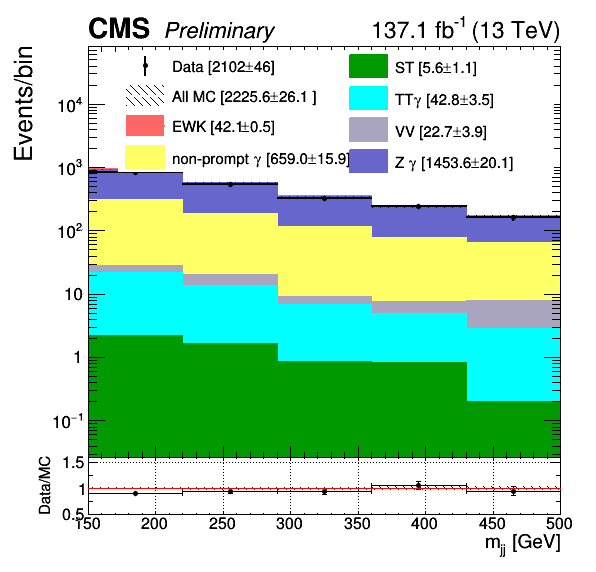 CMS Preliminary 137.1 fb⁻¹ (13 TeV)
Events/bin
Data [2102±46]
All MC [2225.6±26.1 ]
EWK [42.1±0.5]
non-prompt γ [659.0±15.9]
ST [5.6±1.1]
TTγ [42.8±3.5]
VV [22.7±3.9]
Z γ [1453.6±20.1]
10⁴
10³
10²
10
1
10⁻¹
Data/MC
1.5
1
0.5
150 200 250 300 350 400 450 500
m_jj [GeV]